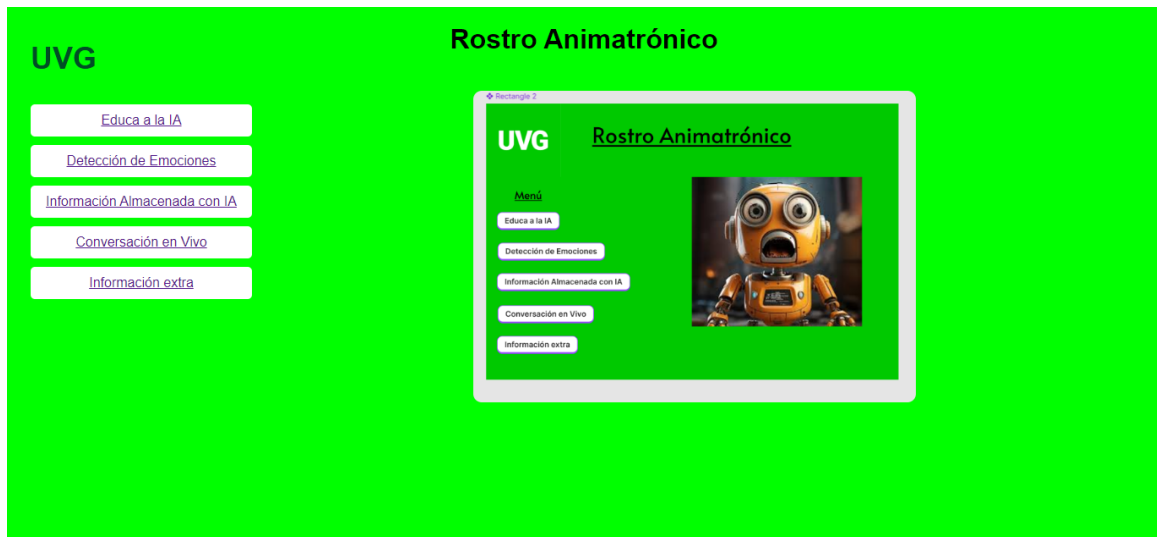 Rostro Animatrónico
UVG
Educa a la IA
Detección de Emociones
Información Almacenada con IA
Conversación en Vivo
Información extra
Rectangle 2
UVG
Rostro Animatrónico
Menú
Educa a la IA
Detección de Emociones
Información Almacenada con IA
Conversación en Vivo
Información extra